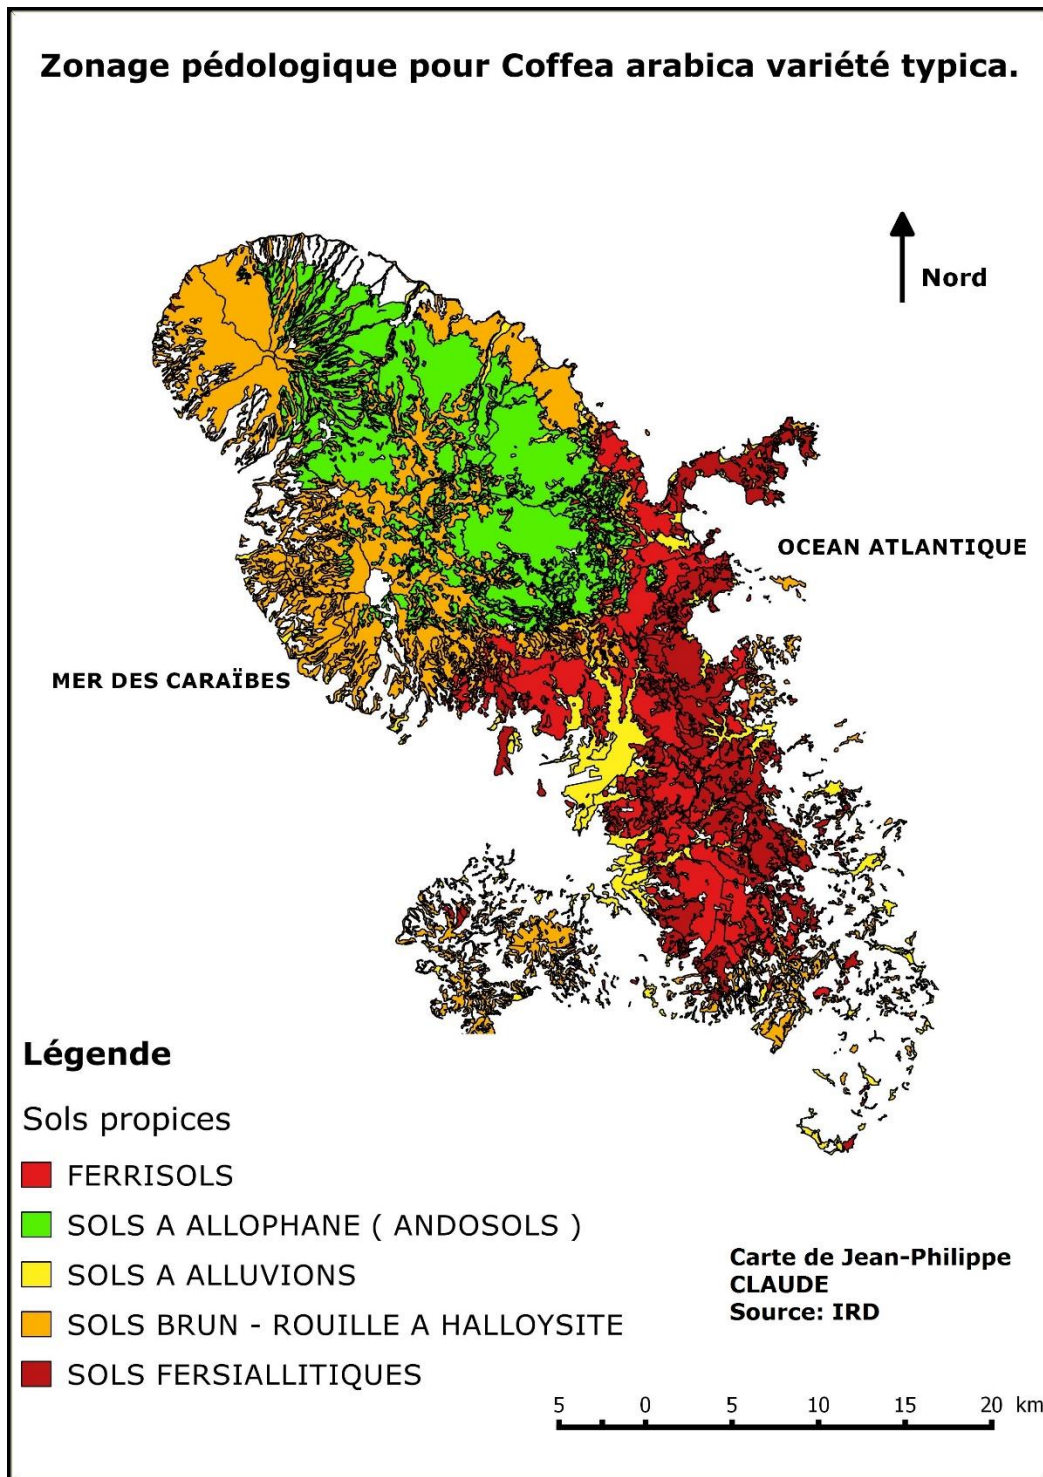 Zonage pédologique pour Coffea arabica variété typica.
Nord
OCEAN ATLANTIQUE
MER DES CARAÏBES
Légende
Sols propices
FERRISOLS
SOLS A ALLOPHANE ( ANDOSOLS )
SOLS A ALLUVIONS
SOLS BRUN - ROUILLE A HALLOYSITE
SOLS FERSIALLITIQUES
Carte de Jean-Philippe
CLAUDE
Source: IRD
5 0 5 10 15 20 km